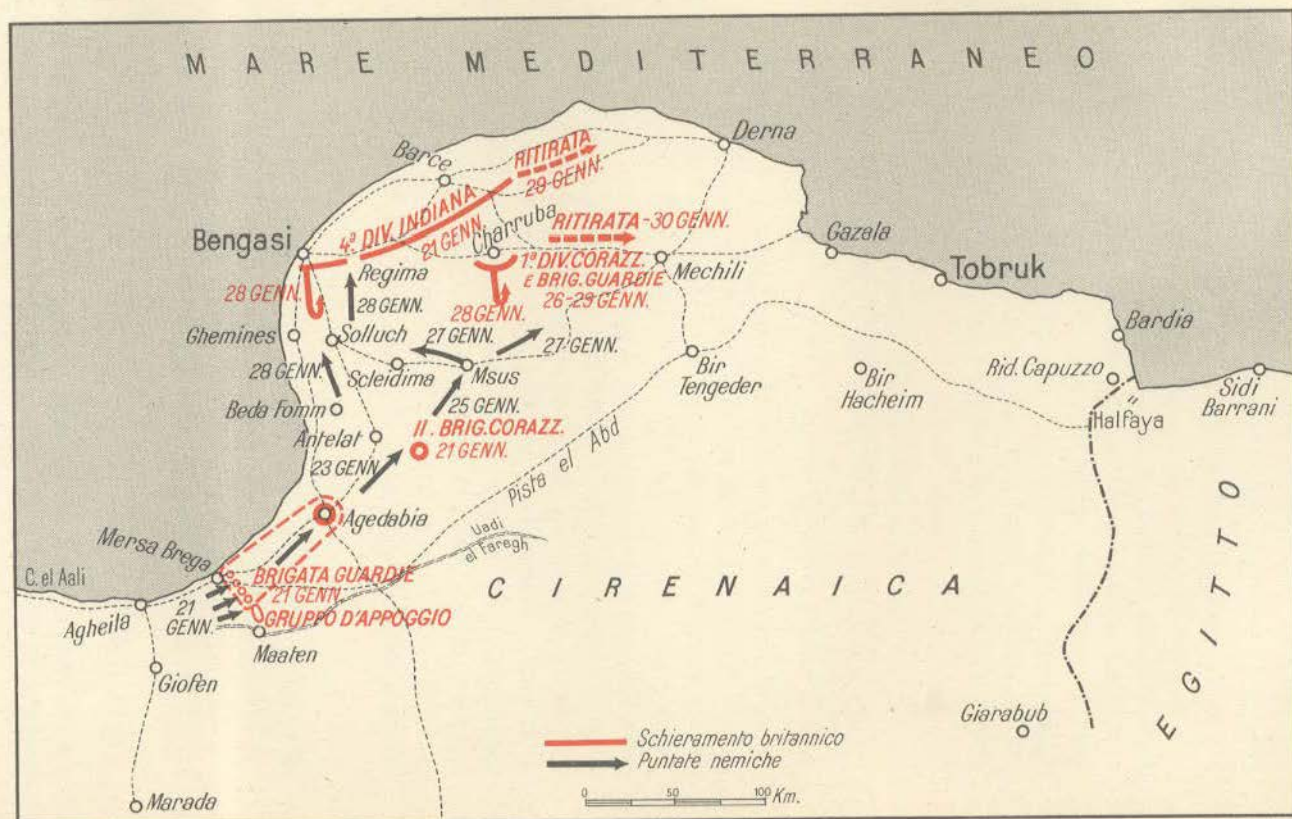 MARE MEDITERRANEO
Derna
Barce
RITIRATA
29 GENN.
4ª DIV. INDIANA
21 GENN.
Charruba
RITIRATA - 30 GENN.
Bengasi
Gazala
Tobruk
Regima
1ª DIV. CORAZZ.
E BRIG. GUARDIE
26-29 GENN.
Mechili
28 GENN.
28 GENN.
28 GENN.
Ghemines
Solluch
27 GENN.
27 GENN.
Bardia
28 GENN.
Scleidima
Msus
Bir
Tengeder
Bir
Hacheim
Rid. Capuzzo
Sidi
Barrani
Halfaya
Beda Fomm
25 GENN.
Antelat
II. BRIG. CORAZZ.
21 GENN.
23 GENN
Pista el Abd
Agedabia
Uadi
el Faregh
Mersa Brega
C. el Aali
BRIGATA GUARDIE
21 GENN.
GRUPPO D'APPOGGIO
21
GENN.
Agheila
Maaten
CIRENAICA
EGITTO
Giofen
Giarabub
Marada
Schieramento britannico
Puntate nemiche
0 50 100 Km.